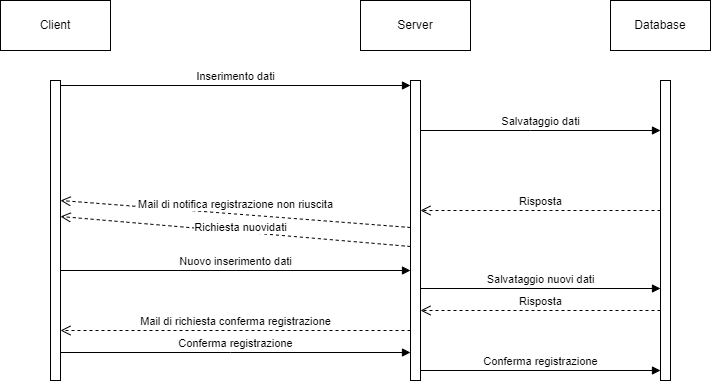 Client
Server
Database
Inserimento dati
Salvataggio dati
Risposta
Mail di notifica registrazione non riuscita
Richiesta nuovidati
Nuovo inserimento dati
Salvataggio nuovi dati
Risposta
Mail di richiesta conferma registrazione
Conferma registrazione
Conferma registrazione